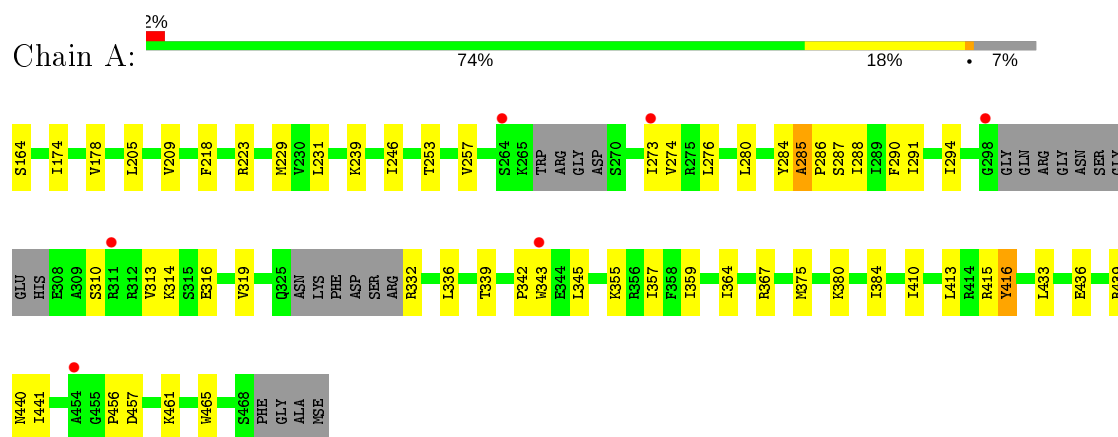 2%
Chain A:
74% 18% • 7%
S164 I174 V178 L205 V209 F218 R223 M229 V230 L231 K239 I246 T253 V257 S264 K265 TRP ARG GLY ASP S270 I273 V274 R275 L276 L280 Y284 A285 P286 S287 I288 I289 F290 I291 I294 G298 GLY GLN ARG GLY ASN SER GLY
GLU HIS E308 A309 S310 R311 R312 V313 K314 S315 E316 V319 Q325 ASN LYS PHE ASP SER ARG R332 L336 T339 P342 W343 E344 L345 K355 R356 I357 F358 I359 I364 R367 M375 K380 I384 I410 L413 R414 R415 Y416 L433 E436
N440 I441 A454 G455 P456 D457 K461 W465 S468 PHE GLY ALA MSE